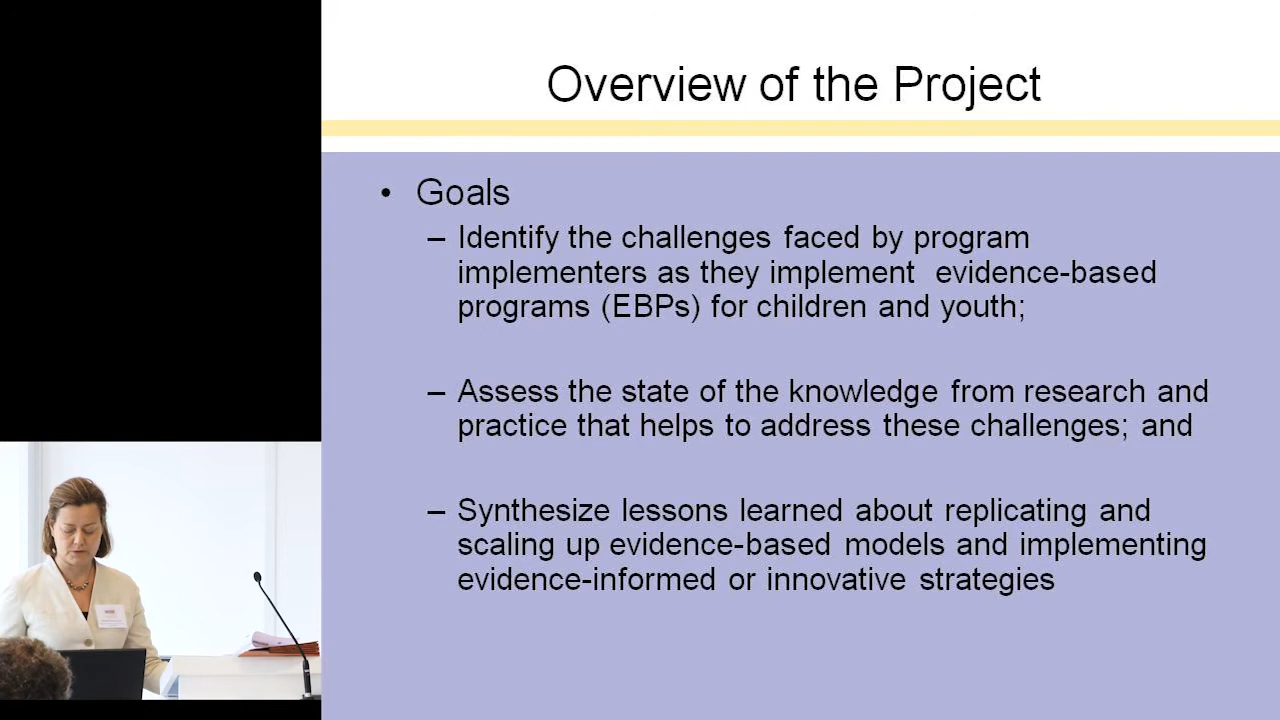 Overview of the Project
• Goals
– Identify the challenges faced by program
implementers as they implement  evidence-based
programs (EBPs) for children and youth;
– Assess the state of the knowledge from research and
practice that helps to address these challenges; and
– Synthesize lessons learned about replicating and
scaling up evidence-based models and implementing
evidence-informed or innovative strategies